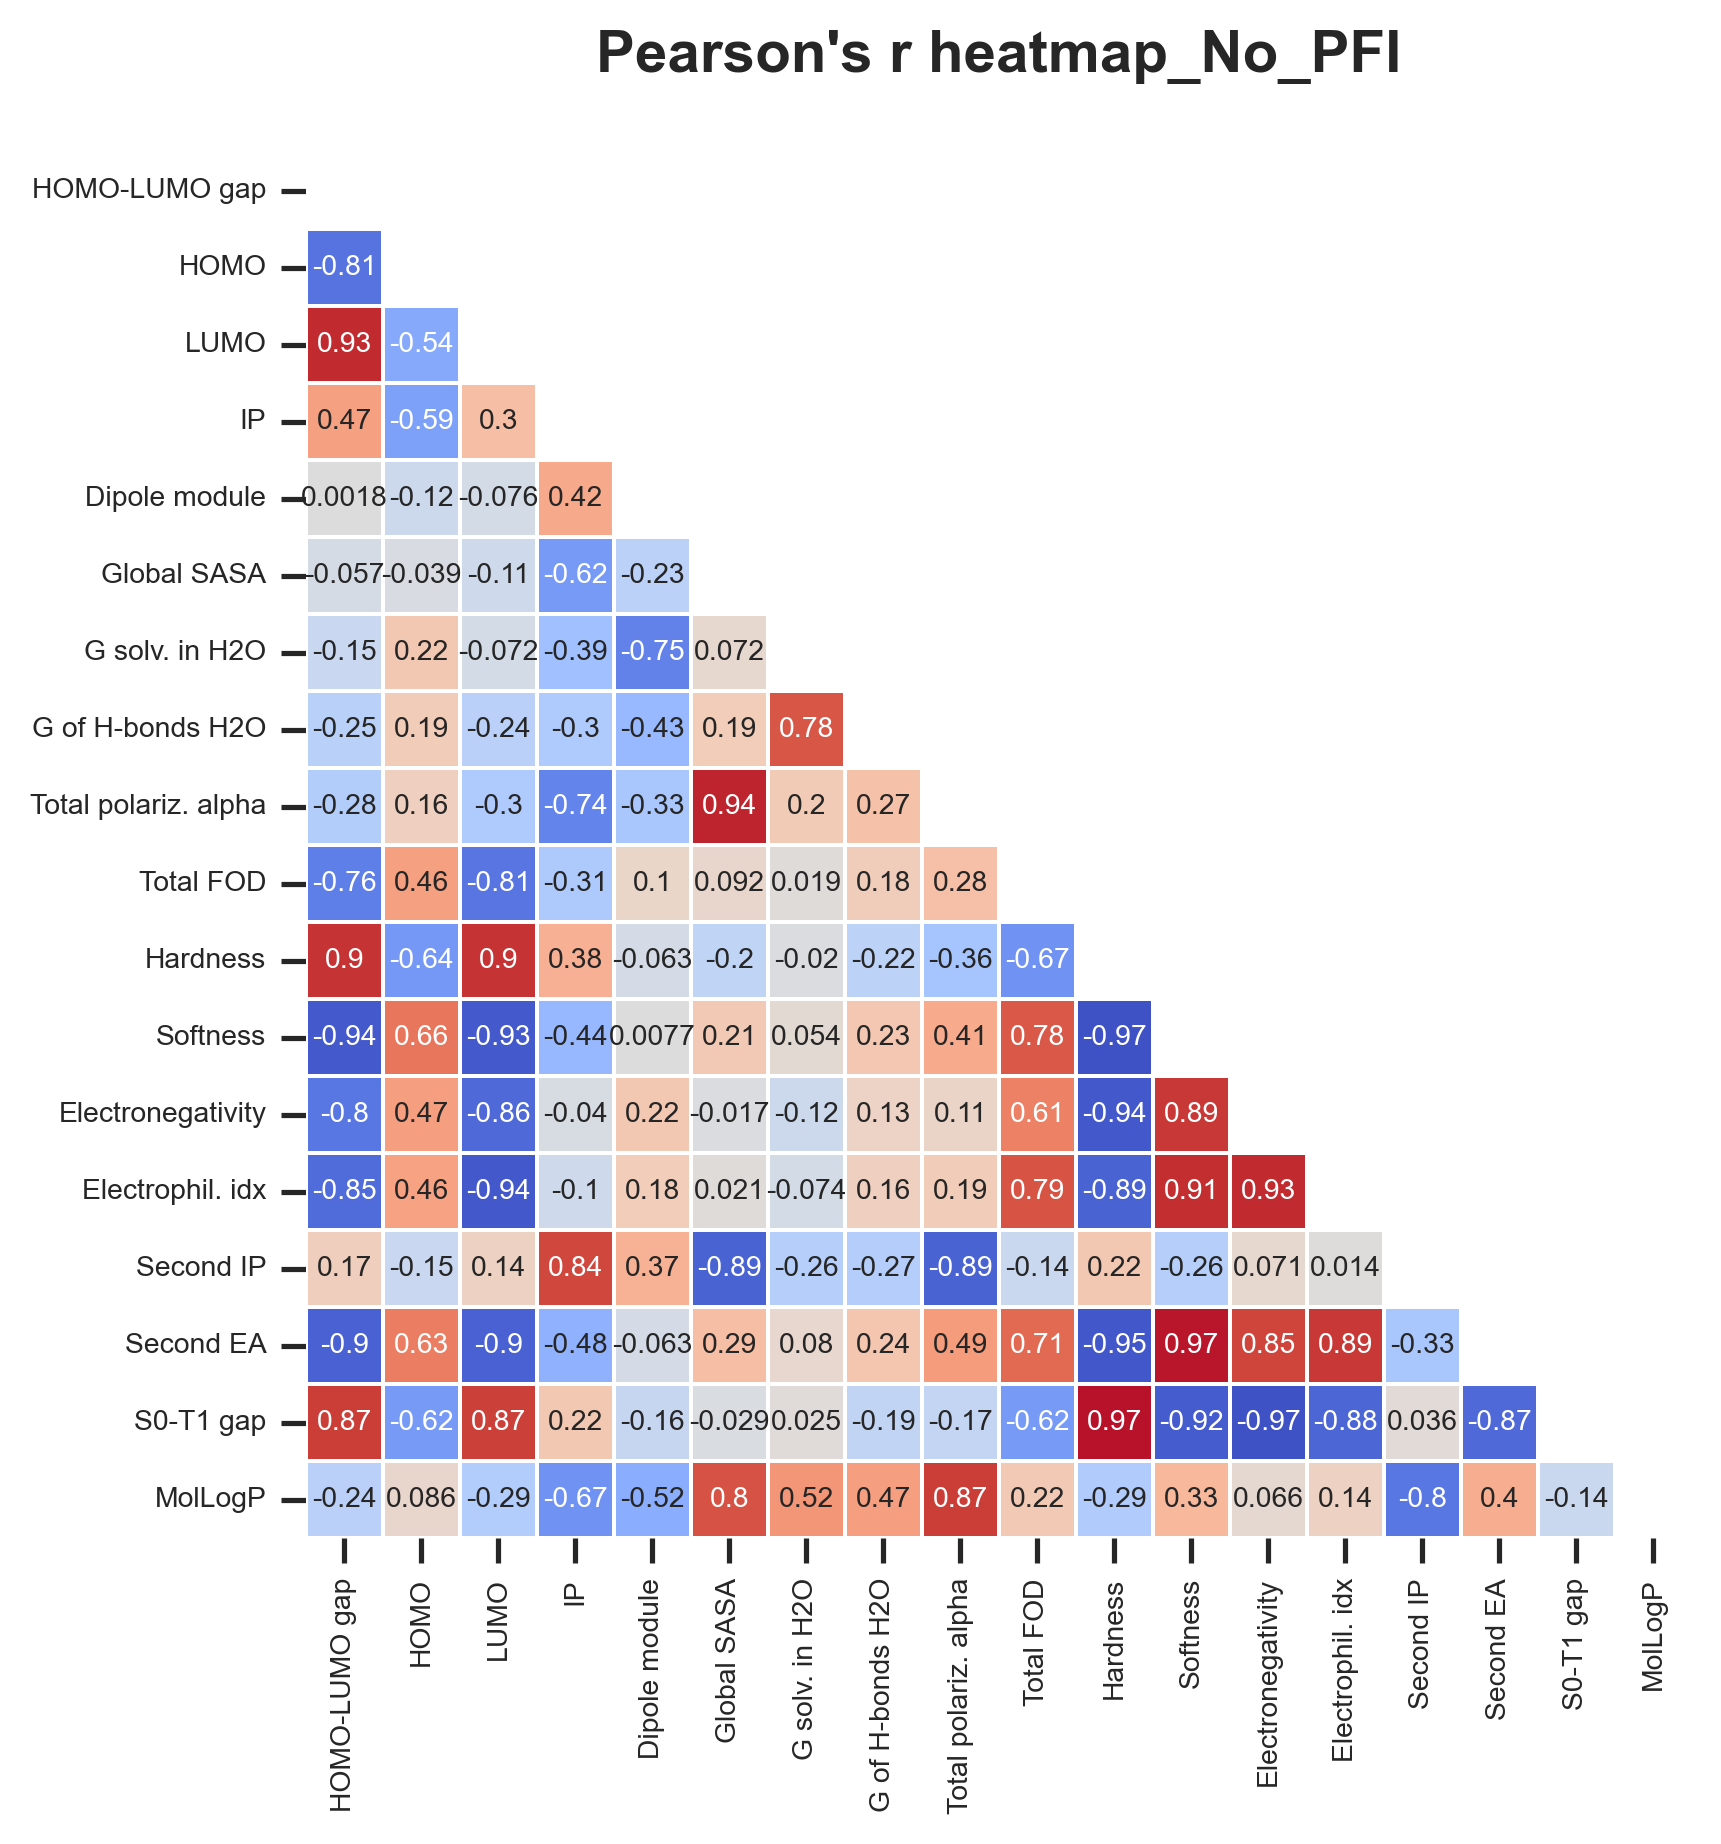 Pearson's r heatmap_No_PFI
HOMO-LUMO gap
HOMO -0.81
LUMO 0.93 -0.54
IP 0.47 -0.59 0.3
Dipole module 0.0018 -0.12 -0.076 0.42
Global SASA -0.057 -0.039 -0.11 -0.62 -0.23
G solv. in H2O -0.15 0.22 -0.072 -0.39 -0.75 0.072
G of H-bonds H2O -0.25 0.19 -0.24 -0.3 -0.43 0.19 0.78
Total polariz. alpha -0.28 0.16 -0.3 -0.74 -0.33 0.94 0.2 0.27
Total FOD -0.76 0.46 -0.81 -0.31 0.1 0.092 0.019 0.18 0.28
Hardness 0.9 -0.64 0.9 0.38 -0.063 -0.2 -0.02 -0.22 -0.36 -0.67
Softness -0.94 0.66 -0.93 -0.44 0.0077 0.21 0.054 0.23 0.41 0.78 -0.97
Electronegativity -0.8 0.47 -0.86 -0.04 0.22 -0.017 -0.12 0.13 0.11 0.61 -0.94 0.89
Electrophil. idx -0.85 0.46 -0.94 -0.1 0.18 0.021 -0.074 0.16 0.19 0.79 -0.89 0.91 0.93
Second IP 0.17 -0.15 0.14 0.84 0.37 -0.89 -0.26 -0.27 -0.89 -0.14 0.22 -0.26 0.071 0.014
Second EA -0.9 0.63 -0.9 -0.48 -0.063 0.29 0.08 0.24 0.49 0.71 -0.95 0.97 0.85 0.89 -0.33
S0-T1 gap 0.87 -0.62 0.87 0.22 -0.16 -0.029 0.025 -0.19 -0.17 -0.62 0.97 -0.92 -0.97 -0.88 0.036 -0.87
MolLogP -0.24 0.086 -0.29 -0.67 -0.52 0.8 0.52 0.47 0.87 0.22 -0.29 0.33 0.066 0.14 -0.8 0.4 -0.14
HOMO-LUMO gap
HOMO
LUMO
IP
Dipole module
Global SASA
G solv. in H2O
G of H-bonds H2O
Total polariz. alpha
Total FOD
Hardness
Softness
Electronegativity
Electrophil. idx
Second IP
Second EA
S0-T1 gap
MolLogP